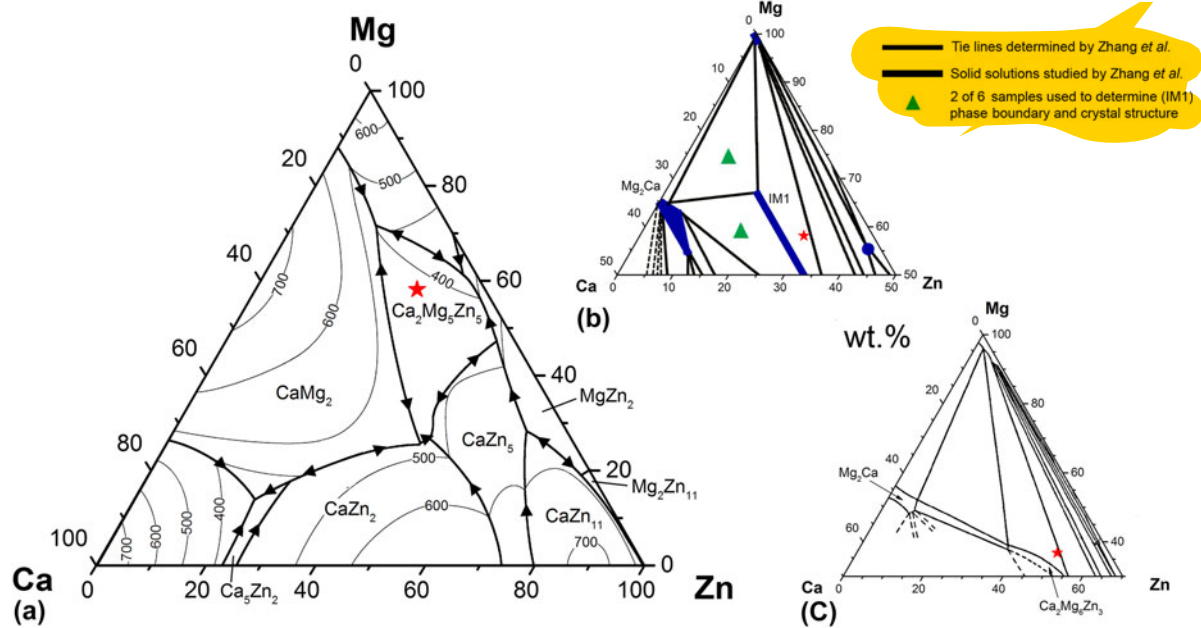 Mg
0
100
600
20
500
80
40
700
600
400
60
Ca₂Mg₅Zn₅
60
CaMg₂
40
MgZn₂
80
CaZn₅
500
20
Mg₂Zn₁₁
400
500
600
700
CaZn₂
600
CaZn₁₁
700
100
0
Ca
0
20
40
60
80
100
Zn
Ca₅Zn₂
(a)
Mg
0
100
10
90
20
80
30
70
Mg₂Ca
IM1
40
60
50
50
Ca
0
10
20
30
40
50
Zn
(b)
Tie lines determined by Zhang et al.
Solid solutions studied by Zhang et al.
2 of 6 samples used to determine (IM1)
phase boundary and crystal structure
wt.%
Mg
0
100
20
80
40
60
Mg₂Ca
60
40
Ca
20
40
60
70
Zn
Ca₂Mg₆Zn₃
(C)